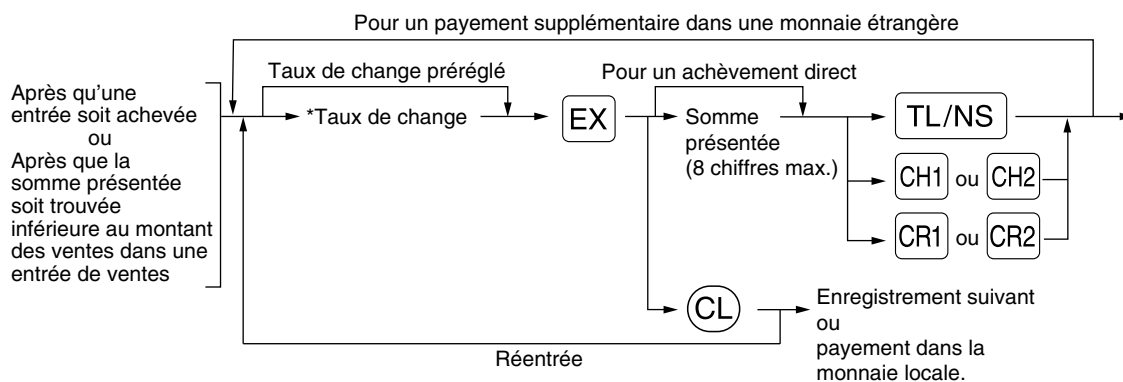 Pour un payement supplémentaire dans une monnaie étrangère
Taux de change préréglé
Pour un achèvement direct
Après qu'une
entrée soit achevée
ou
Après que la
somme présentée
soit trouvée
inférieure au montant
des ventes dans une
entrée de ventes
*Taux de change
EX
Somme
présentée
(8 chiffres max.)
TL/NS
CH1 ou CH2
CR1 ou CR2
CL
Enregistrement suivant
ou
payement dans la
monnaie locale.
Réentrée